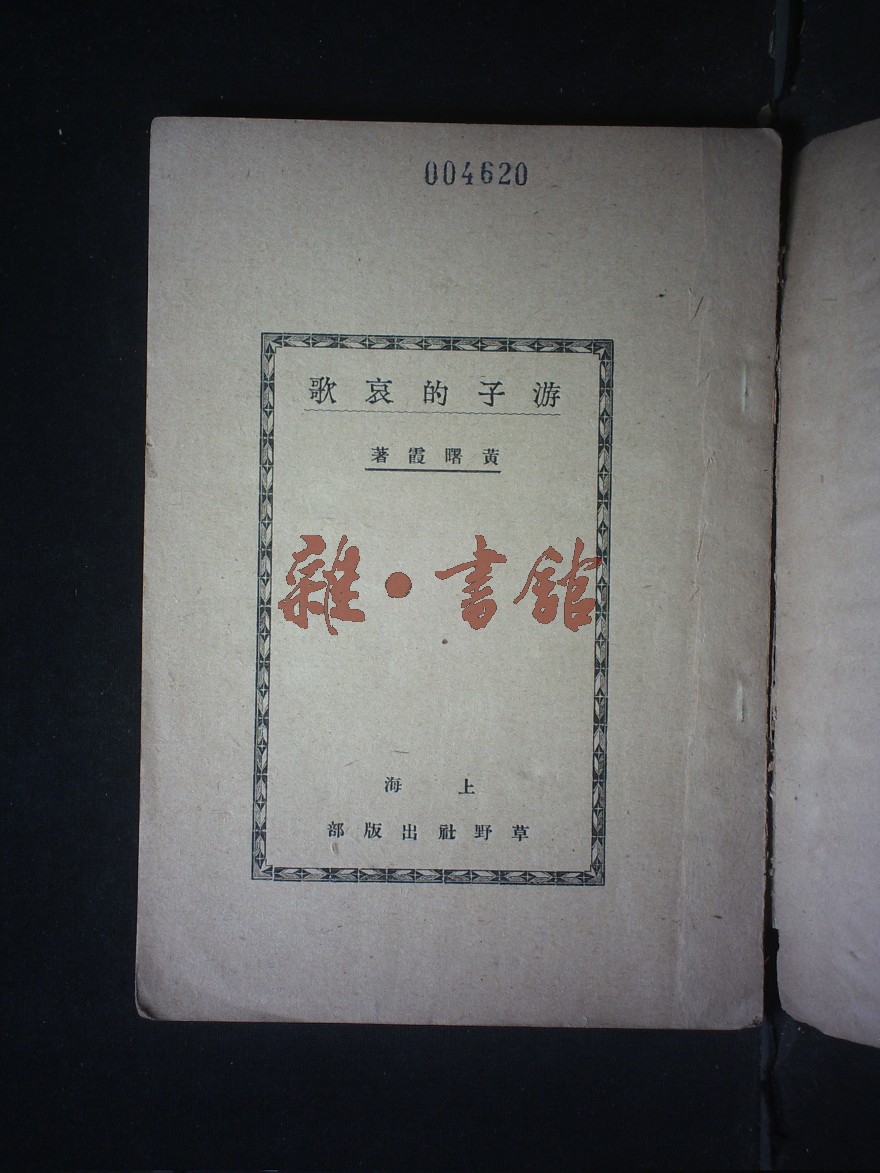 004620
游子的哀歌
黃曙霞著
雜·書館
上海
草野社出版部